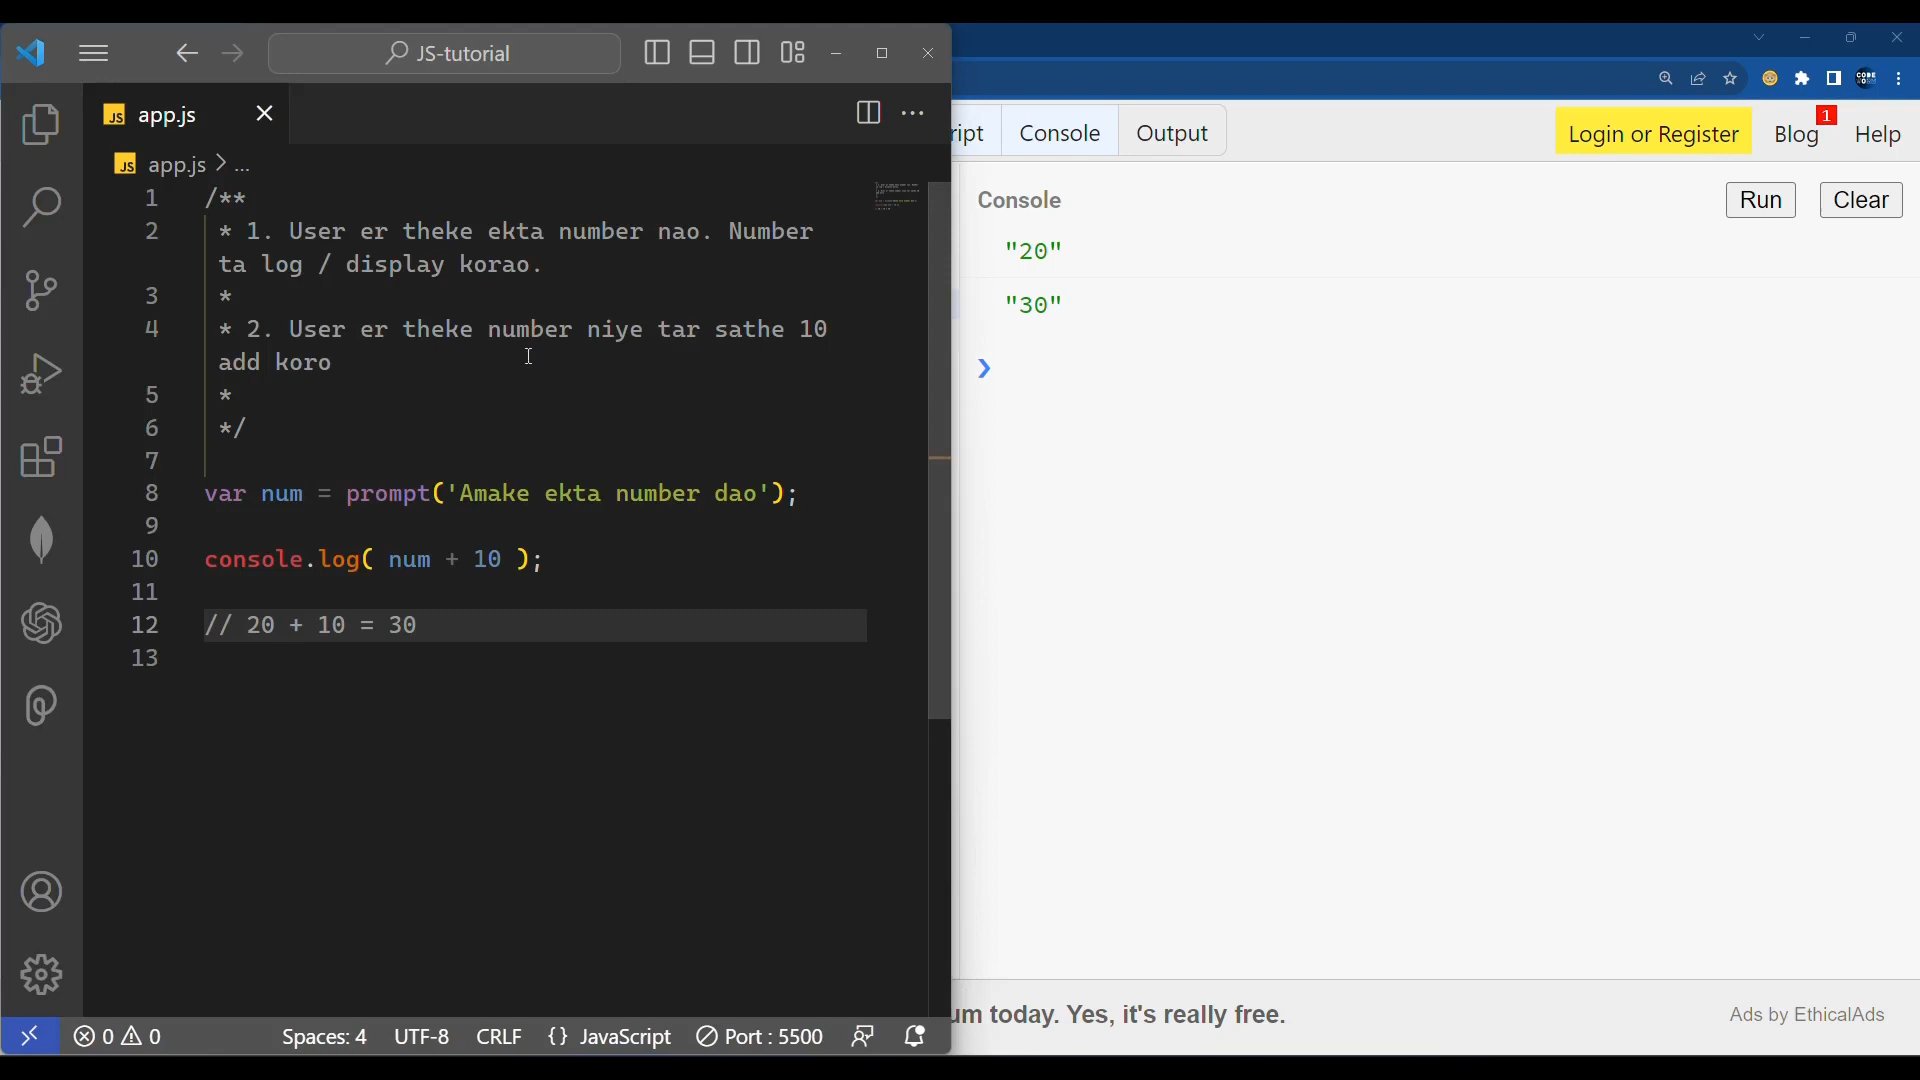 JS-tutorial
JS app.js
JS app.js > ...
1 /**
2 * 1. User er theke ekta number nao. Number
ta log / display korao.
3 *
4 * 2. User er theke number niye tar sathe 10
add koro
5 *
6 */
7
8 var num = prompt('Amake ekta number dao');
9
10 console.log( num + 10 );
11
12 // 20 + 10 = 30
13
0 0 Spaces: 4 UTF-8 CRLF {} JavaScript Port : 5500
CODE
ript Console Output Login or Register Blog 1 Help
Console Run Clear
"20"
"30"
um today. Yes, it's really free. Ads by EthicalAds